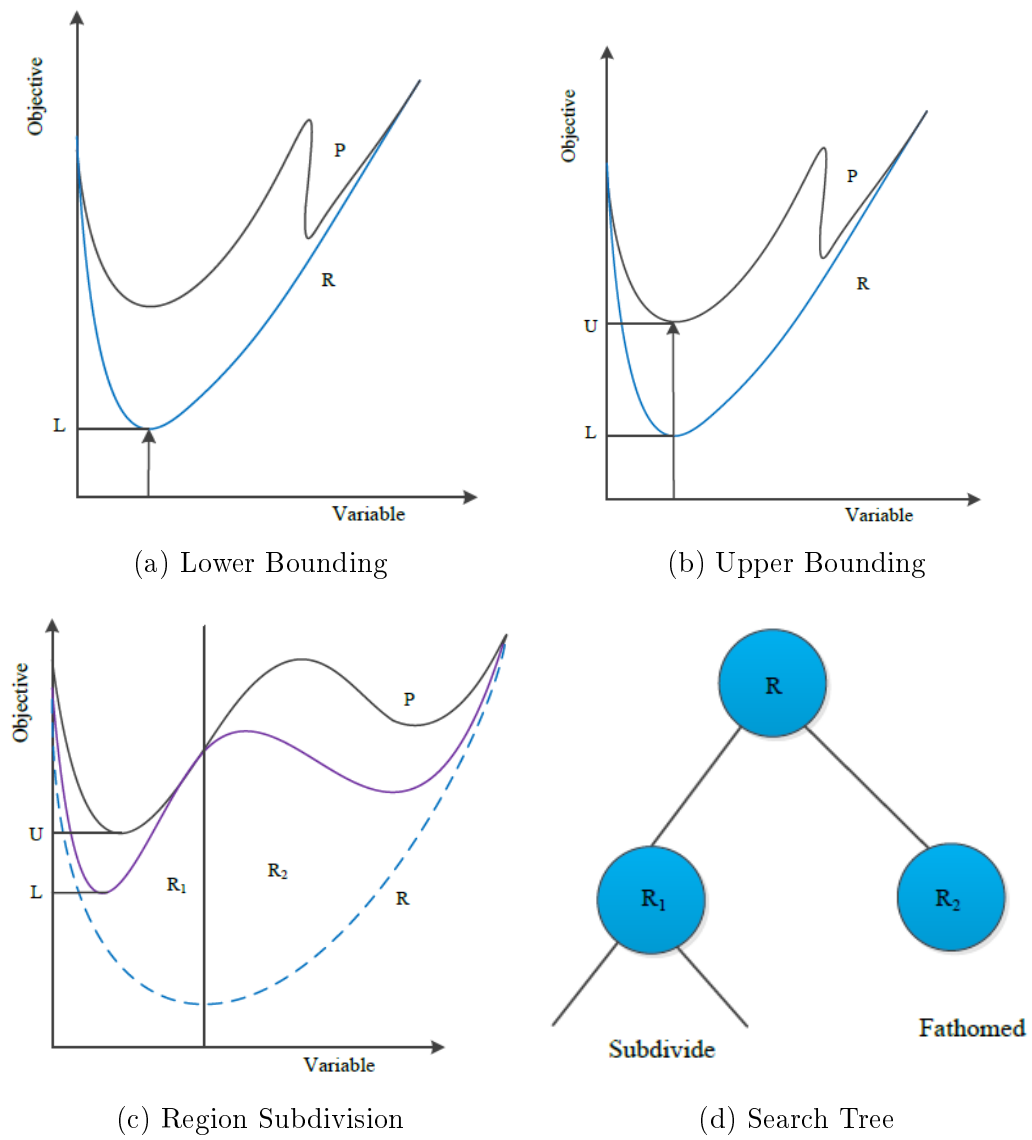 Objective
P
R
L
Variable
(a) Lower Bounding
Objective
P
R
U
L
Variable
(b) Upper Bounding
Objective
P
U
L
R₁
R₂
R
Variable
(c) Region Subdivision
R
R₁
R₂
Subdivide
Fathomed
(d) Search Tree